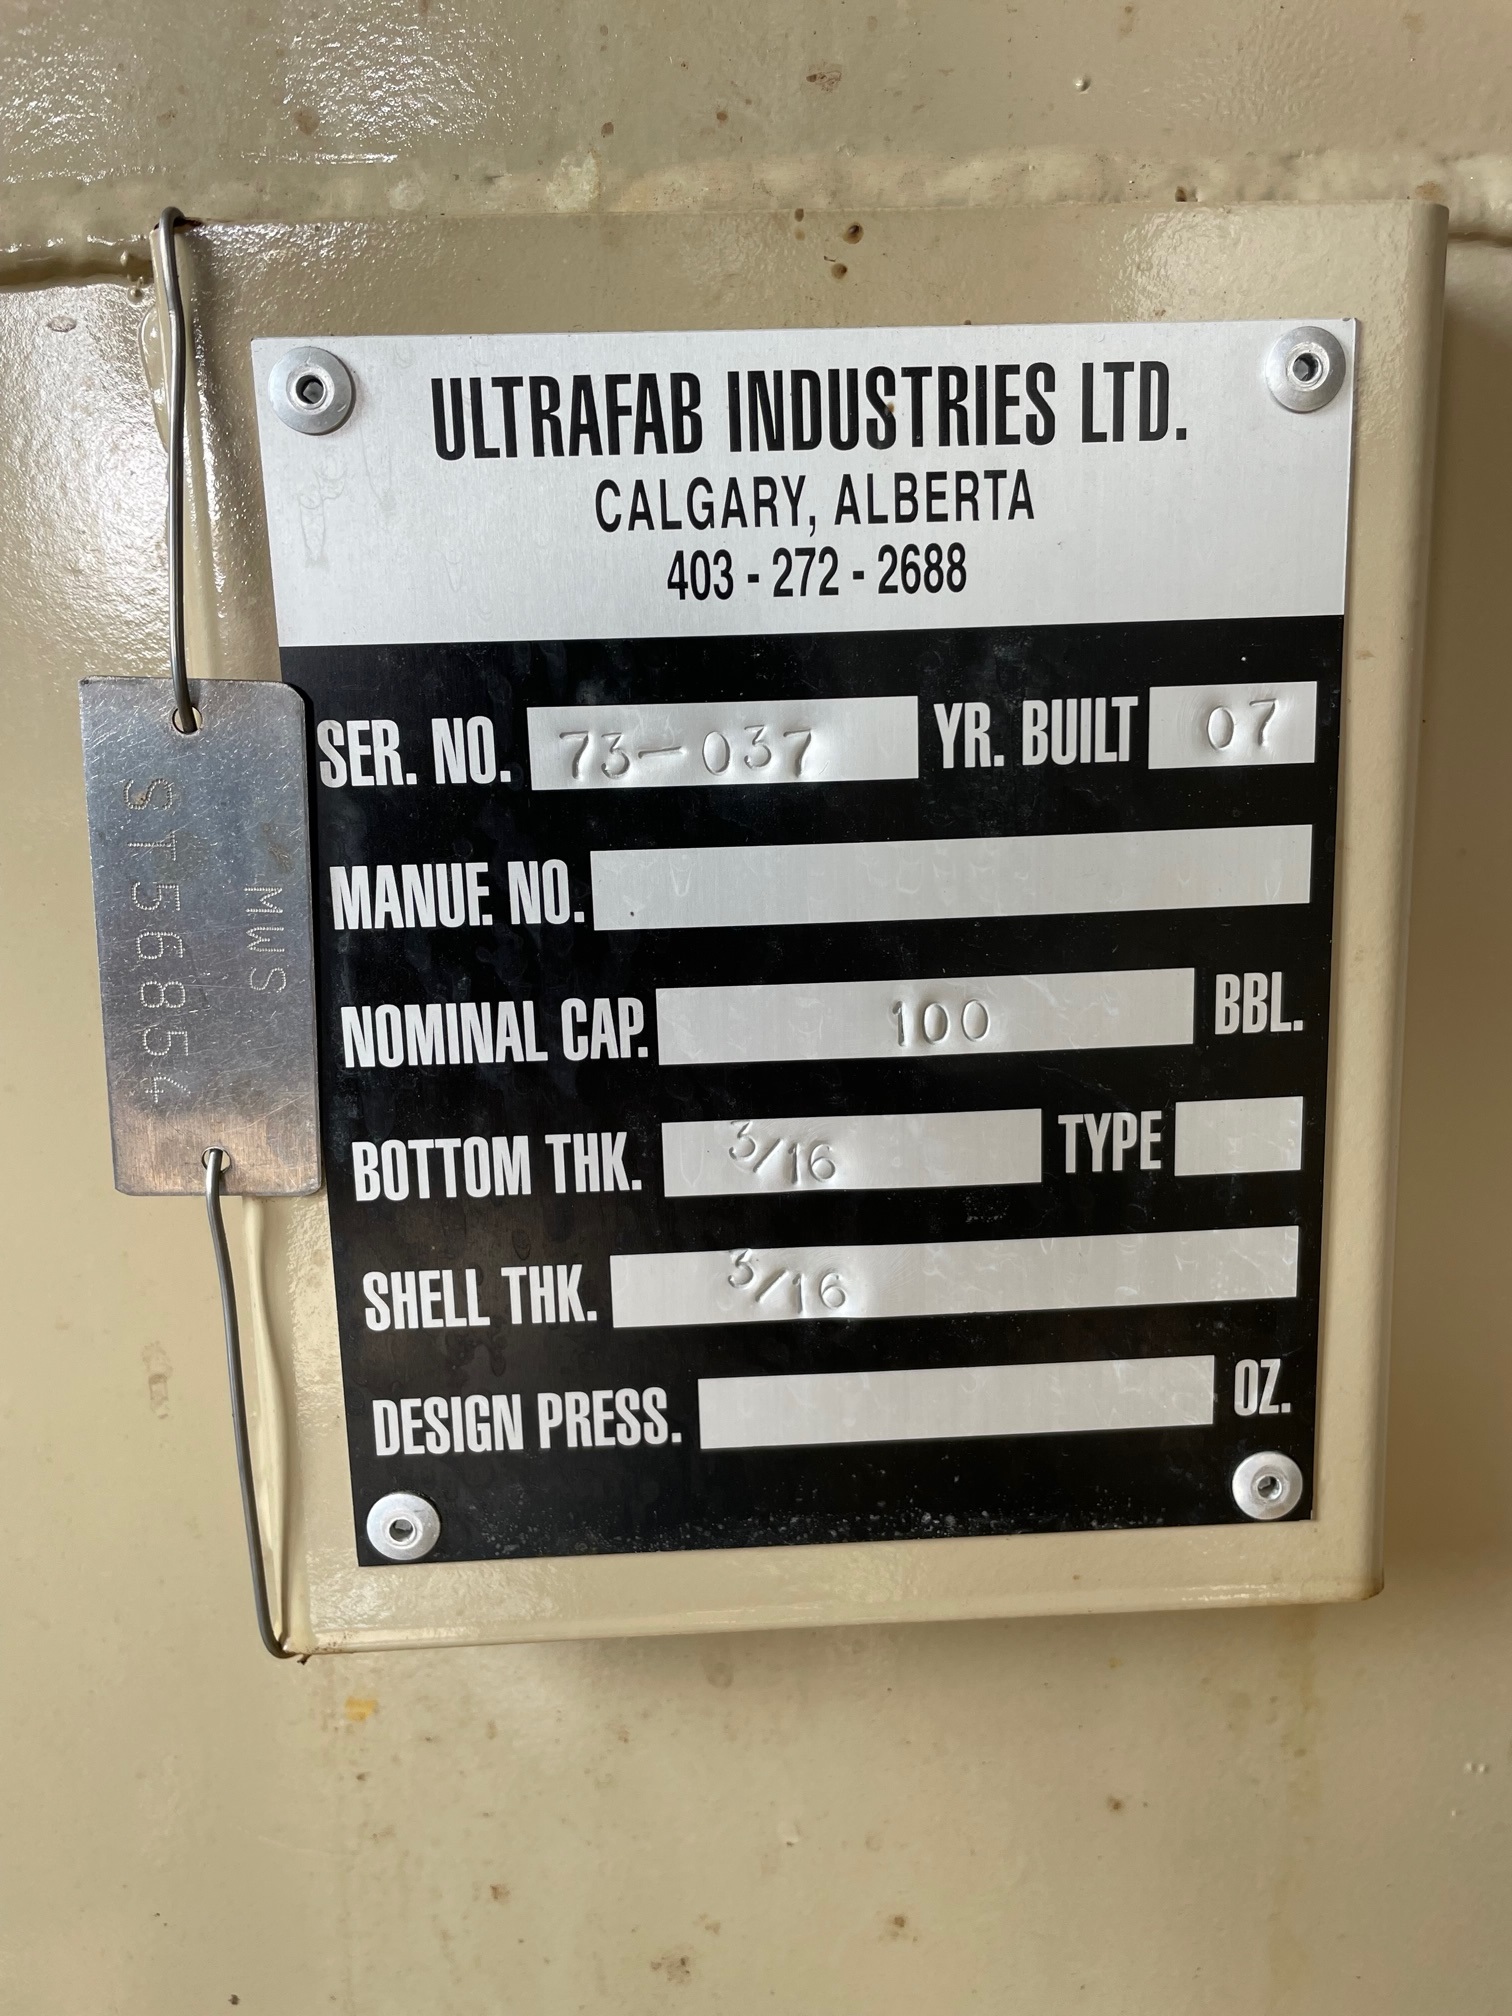 ULTRAFAB INDUSTRIES LTD.
CALGARY, ALBERTA
403 - 272 - 2688
SER. NO. 73-037 YR. BUILT 07
MANUF. NO.
NOMINAL CAP. 100 BBL.
BOTTOM THK. 3/16 TYPE
SHELL THK. 3/16
DESIGN PRESS. OZ.
MWS
ST56854